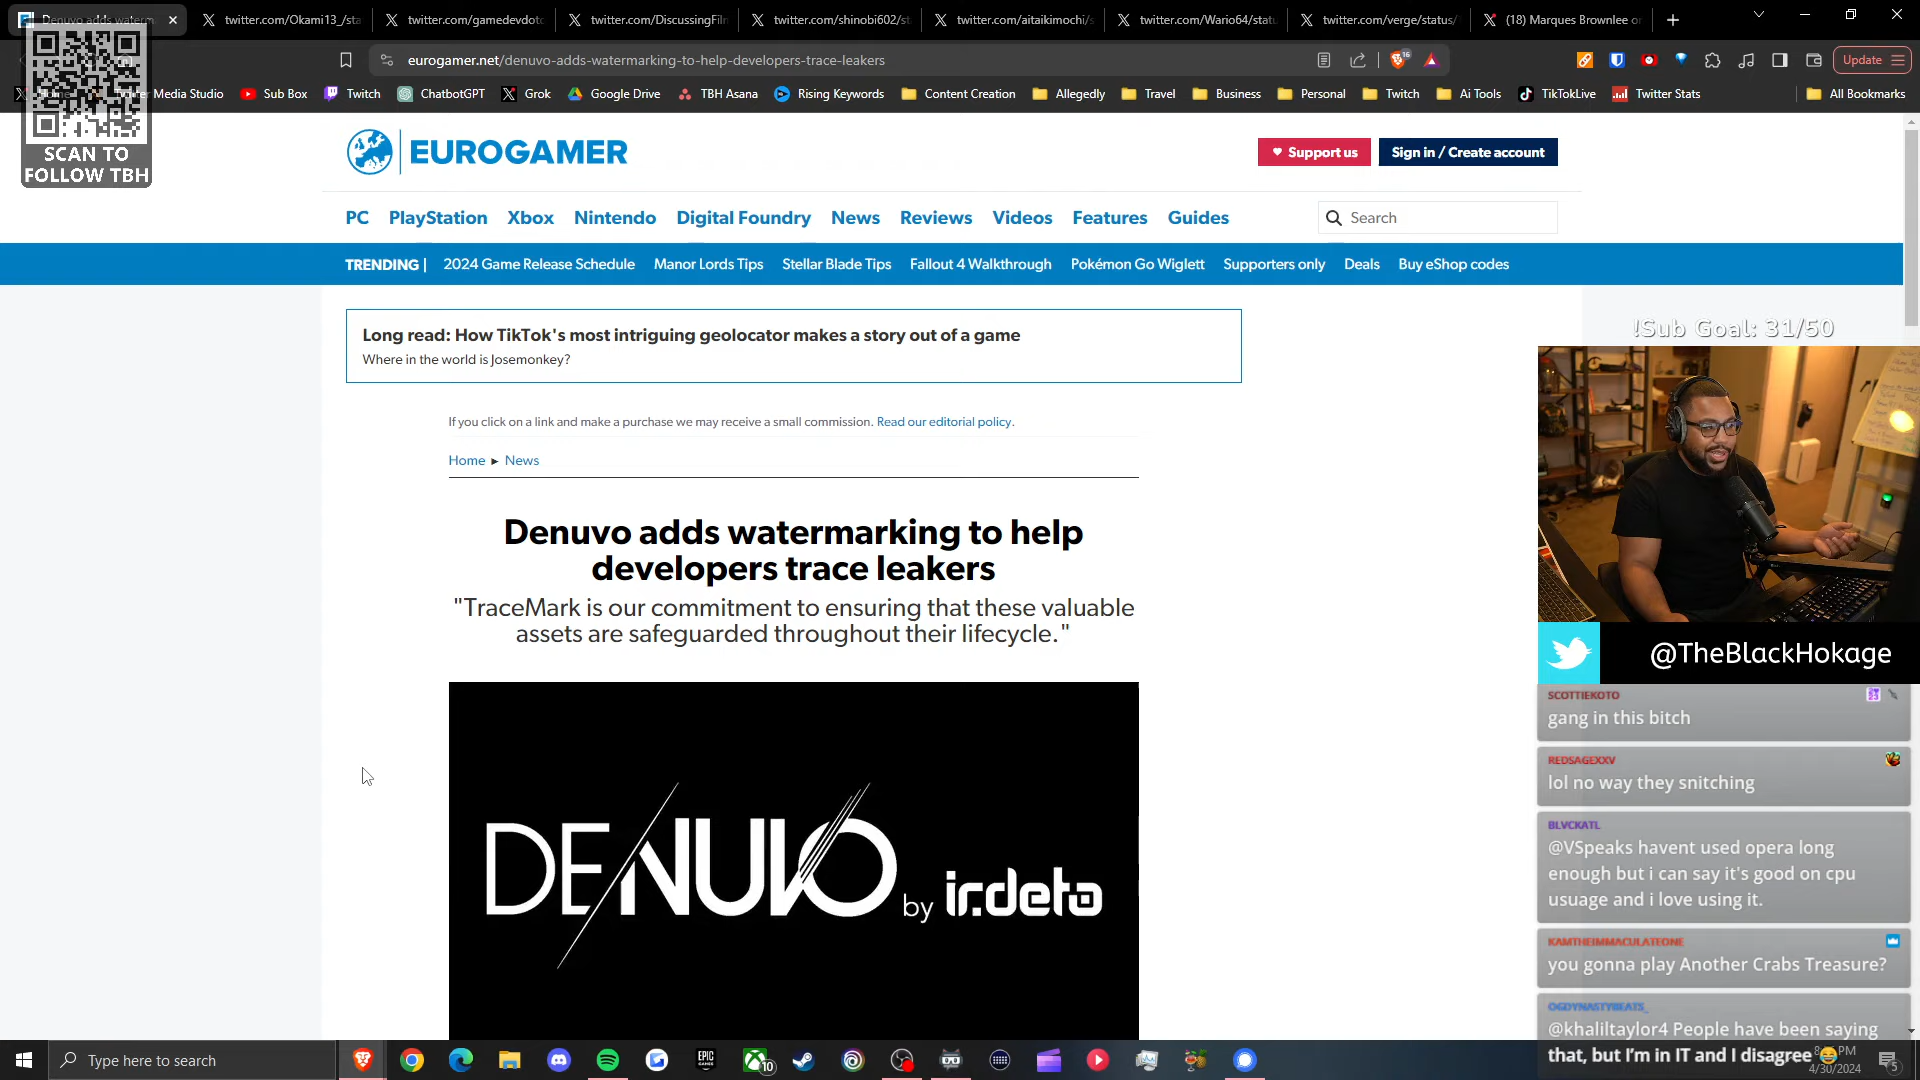 Denuvo adds waterm
twitter.com/Okami13_/sta
twitter.com/gamedevdotc
twitter.com/DiscussingFilm
twitter.com/shinobi602/st
twitter.com/aitaikimochi/s
twitter.com/Wario64/statu
twitter.com/verge/status/
(18) Marques Brownlee on
eurogamer.net/denuvo-adds-watermarking-to-help-developers-trace-leakers
16
Update
Media Studio
Sub Box
Twitch
ChatbotGPT
Grok
Google Drive
TBH Asana
Rising Keywords
Content Creation
Allegedly
Travel
Business
Personal
Twitch
Ai Tools
TikTokLive
Twitter Stats
All Bookmarks
SCAN TO
FOLLOW TBH
EUROGAMER
Support us
Sign in / Create account
PC PlayStation Xbox Nintendo Digital Foundry News Reviews Videos Features Guides
Search
TRENDING | 2024 Game Release Schedule Manor Lords Tips Stellar Blade Tips Fallout 4 Walkthrough Pokémon Go Wiglett Supporters only Deals Buy eShop codes
Long read: How TikTok's most intriguing geolocator makes a story out of a game
Where in the world is Josemonkey?
If you click on a link and make a purchase we may receive a small commission. Read our editorial policy.
Home ▸ News
Denuvo adds watermarking to help
developers trace leakers
"TraceMark is our commitment to ensuring that these valuable
assets are safeguarded throughout their lifecycle."
DENUVO by irdeto
!Sub Goal: 31/50
@TheBlackHokage
SCOTTIEKOTO
gang in this bitch
REDSAGEXXV
lol no way they snitching
BLVCKATL
@VSpeaks havent used opera long
enough but i can say it's good on cpu
usuage and i love using it.
KAMTHEIMMACULATEONE
you gonna play Another Crabs Treasure?
OGDYNASTYBEATS_
@khaliltaylor4 People have been saying
that, but I'm in IT and I disagree 😂
Type here to search
EPIC
GAMES
10
PM
4/30/2024
5